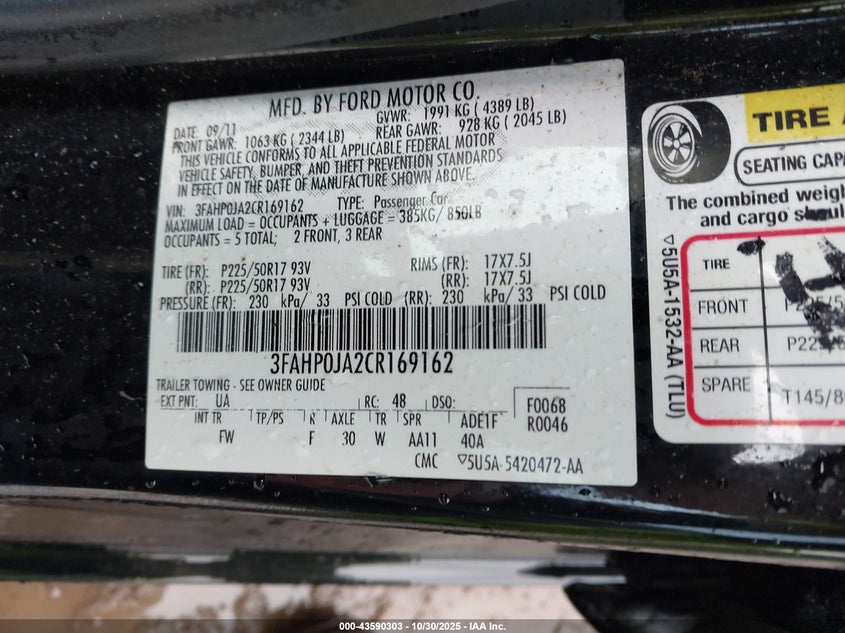 MFD. BY FORD MOTOR CO.
DATE: 09/11 GVWR: 1991 KG ( 4389 LB)
FRONT GAWR: 1063 KG ( 2344 LB) REAR GAWR: 928 KG ( 2045 LB)
THIS VEHICLE CONFORMS TO ALL APPLICABLE FEDERAL MOTOR
VEHICLE SAFETY, BUMPER, AND THEFT PREVENTION STANDARDS
IN EFFECT ON THE DATE OF MANUFACTURE SHOWN ABOVE.
VIN: 3FAHP0JA2CR169162 TYPE: Passenger Car
MAXIMUM LOAD = OCCUPANTS + LUGGAGE = 385KG/ 850LB
OCCUPANTS = 5 TOTAL; 2 FRONT, 3 REAR
TIRE (FR): P225/50R17 93V RIMS (FR): 17X7.5J
(RR): P225/50R17 93V (RR): 17X7.5J
PRESSURE (FR): 230 kPa/ 33 PSI COLD (RR): 230 kPa/ 33 PSI COLD
3FAHP0JA2CR169162
TRAILER TOWING - SEE OWNER GUIDE
EXT PNT: UA RC: 48 DSO: F0068
INT TR TP/PS R AXLE TR SPR ADE1F R0046
FW F 30 W AA11 40A
CMC ▽5U5A-5420472-AA
TIRE A
SEATING CAPA
The combined weigh
and cargo should
▽5U5A-1532-AA (TLU)
TIRE
FRONT
REAR P22
SPARE T145/8
000-43590303 - 10/30/2025 - IAA Inc.